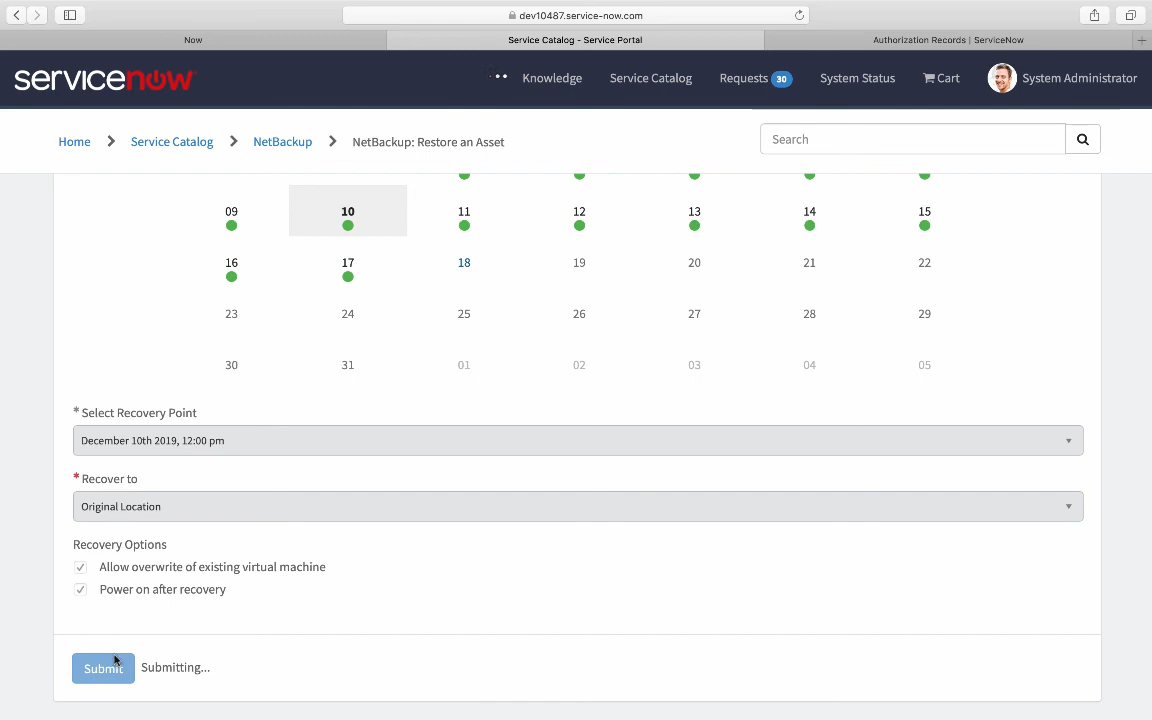 dev10487.service-now.com
Now
Service Catalog - Service Portal
Authorization Records | ServiceNow
servicenow
Knowledge
Service Catalog
Requests 30
System Status
Cart
System Administrator
Home
Service Catalog
NetBackup
NetBackup: Restore an Asset
Search
09 10 11 12 13 14 15
16 17 18 19 20 21 22
23 24 25 26 27 28 29
30 31 01 02 03 04 05
* Select Recovery Point
December 10th 2019, 12:00 pm
* Recover to
Original Location
Recovery Options
Allow overwrite of existing virtual machine
Power on after recovery
Submit Submitting...